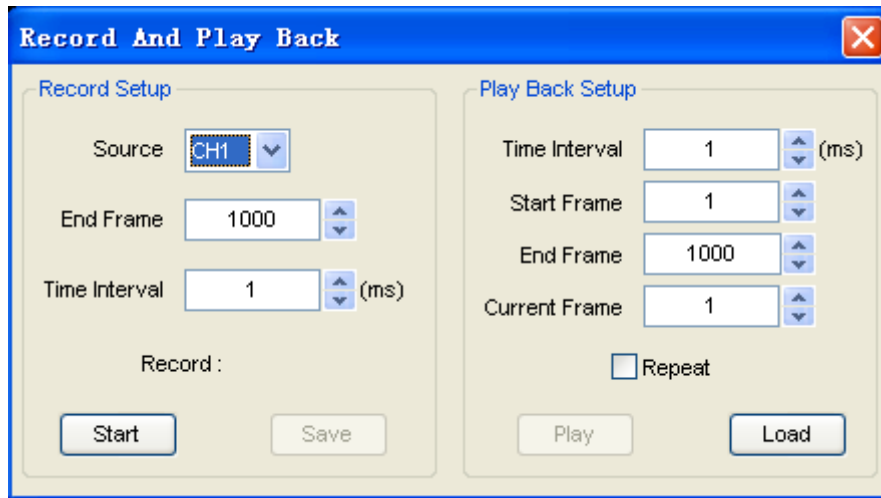 Record And Play Back
Record Setup
Source CH1
End Frame 1000
Time Interval 1 (ms)
Record :
Start Save
Play Back Setup
Time Interval 1 (ms)
Start Frame 1
End Frame 1000
Current Frame 1
Repeat
Play Load